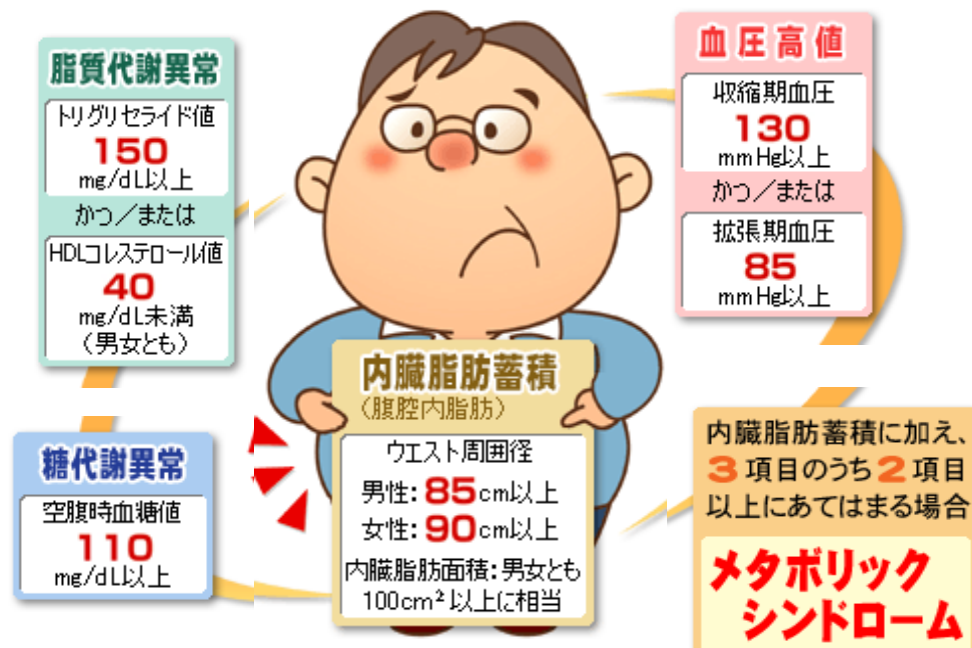 脂質代謝異常
トリグリセライド値
150
mg/dL以上
かつ／または
HDLコレステロール値
40
mg/dL未満
（男女とも）
血圧高値
収縮期血圧
130
mmHg以上
かつ／または
拡張期血圧
85
mmHg以上
糖代謝異常
空腹時血糖値
110
mg/dL以上
内臓脂肪蓄積
（腹腔内脂肪）
ウエスト周囲径
男性：85cm以上
女性：90cm以上
内臓脂肪面積：男女とも
100cm²以上に相当
内臓脂肪蓄積に加え、
3項目のうち2項目
以上にあてはまる場合
メタボリック
シンドローム